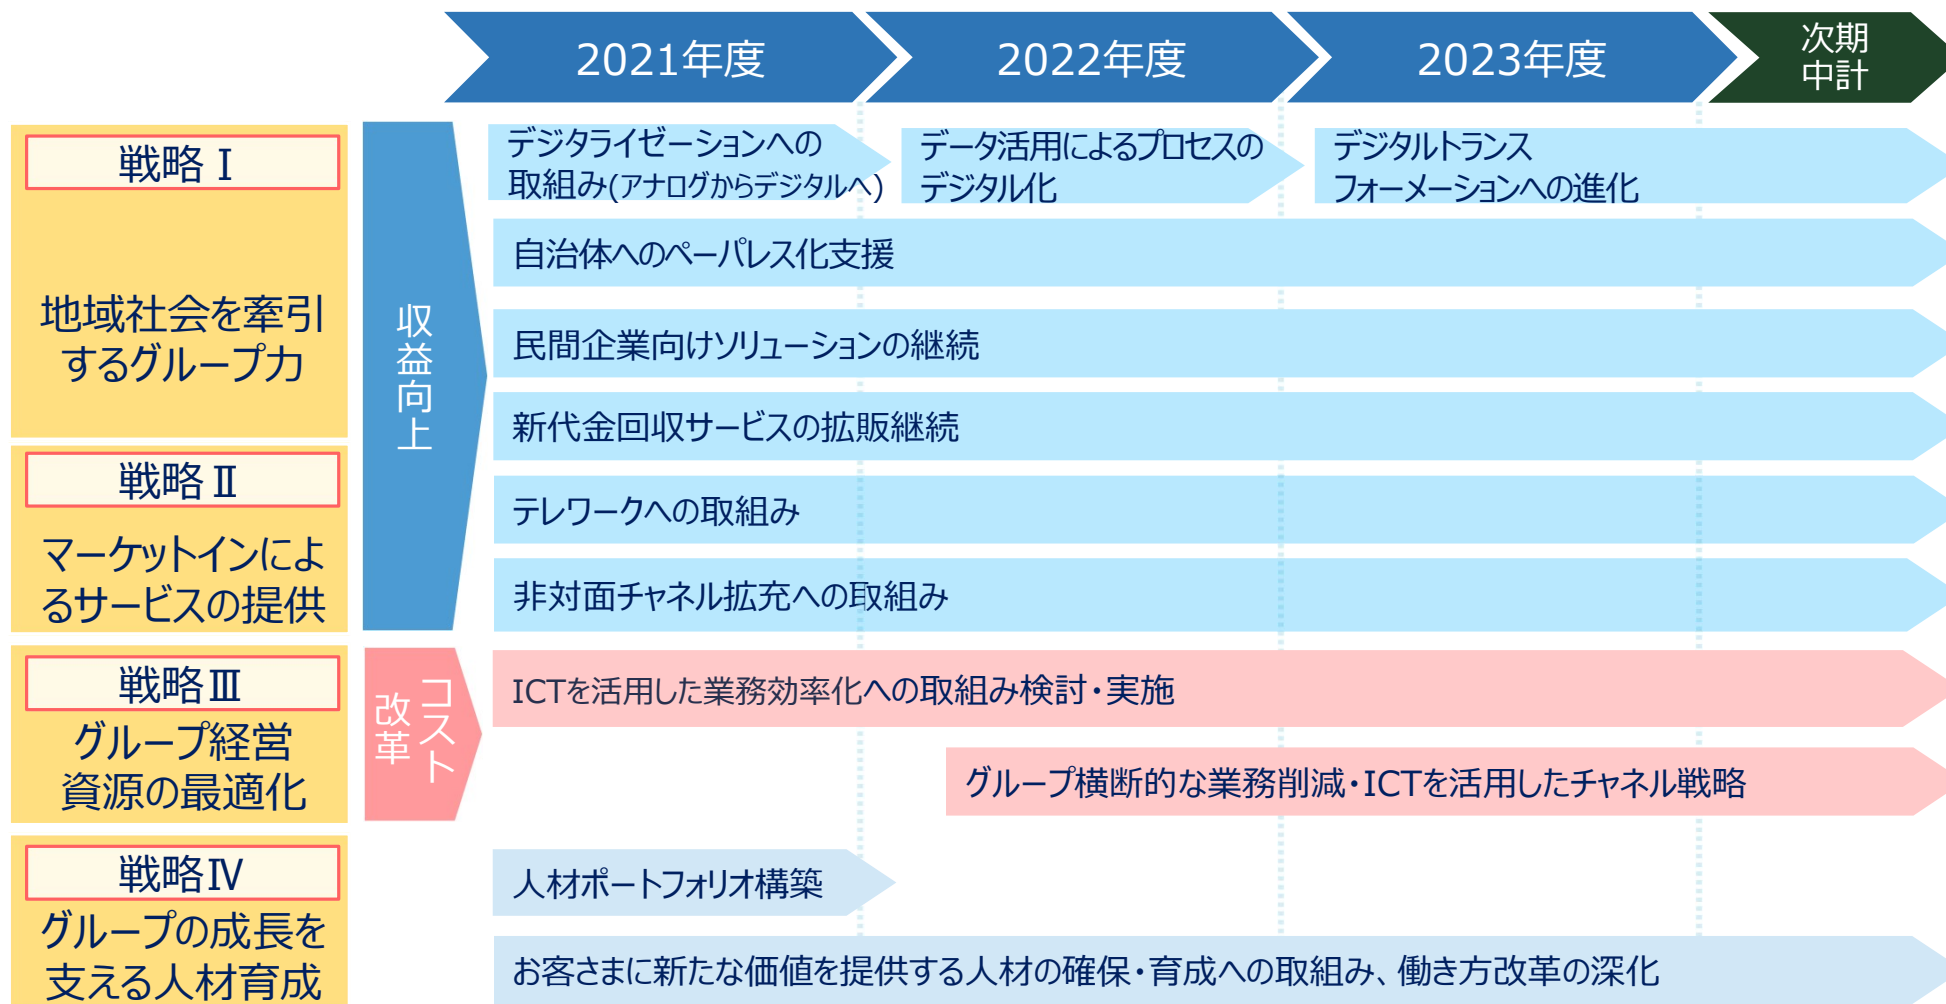 2021年度
2022年度
2023年度
次期
中計
戦略Ⅰ
地域社会を牽引
するグループ力
戦略Ⅱ
マーケットインによ
るサービスの提供
収益向上
デジタライゼーションへの
取組み(アナログからデジタルへ)
データ活用によるプロセスの
デジタル化
デジタルトランス
フォーメーションへの進化
自治体へのペーパレス化支援
民間企業向けソリューションの継続
新代金回収サービスの拡販継続
テレワークへの取組み
非対面チャネル拡充への取組み
戦略Ⅲ
グループ経営
資源の最適化
コスト
改革
ICTを活用した業務効率化への取組み検討・実施
グループ横断的な業務削減・ICTを活用したチャネル戦略
戦略Ⅳ
グループの成長を
支える人材育成
人材ポートフォリオ構築
お客さまに新たな価値を提供する人材の確保・育成への取組み、働き方改革の深化